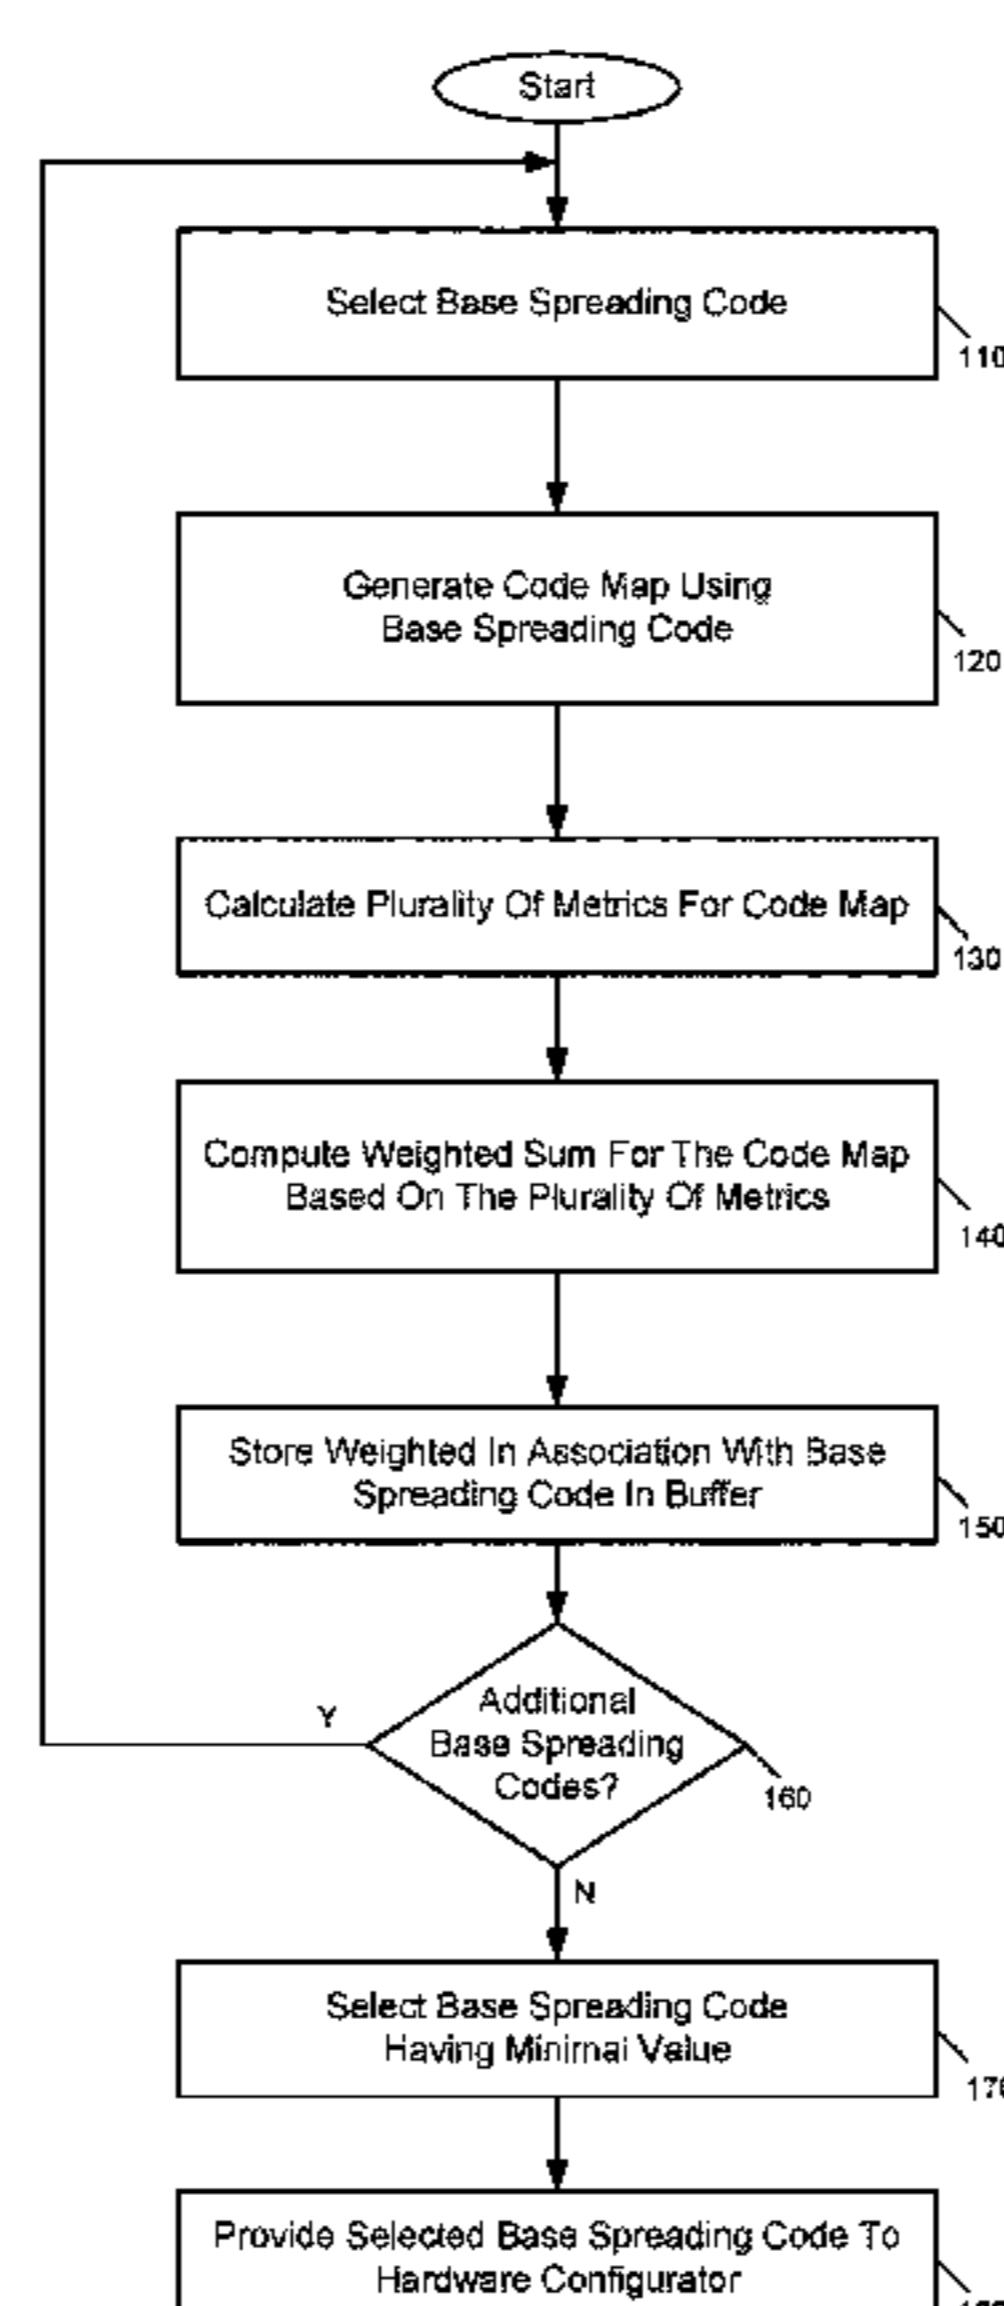 Start
Select Base Spreading Code
110
Generate Code Map Using
Base Spreading Code
120
Calculate Plurality Of Metrics For Code Map
130
Compute Weighted Sum For The Code Map
Based On The Plurality Of Metrics
140
Store Weighted In Association With Base
Spreading Code In Buffer
150
Additional
Base Spreading
Codes?
Y
160
N
Select Base Spreading Code
Having Minimal Value
170
Provide Selected Base Spreading Code To
Hardware Configurator